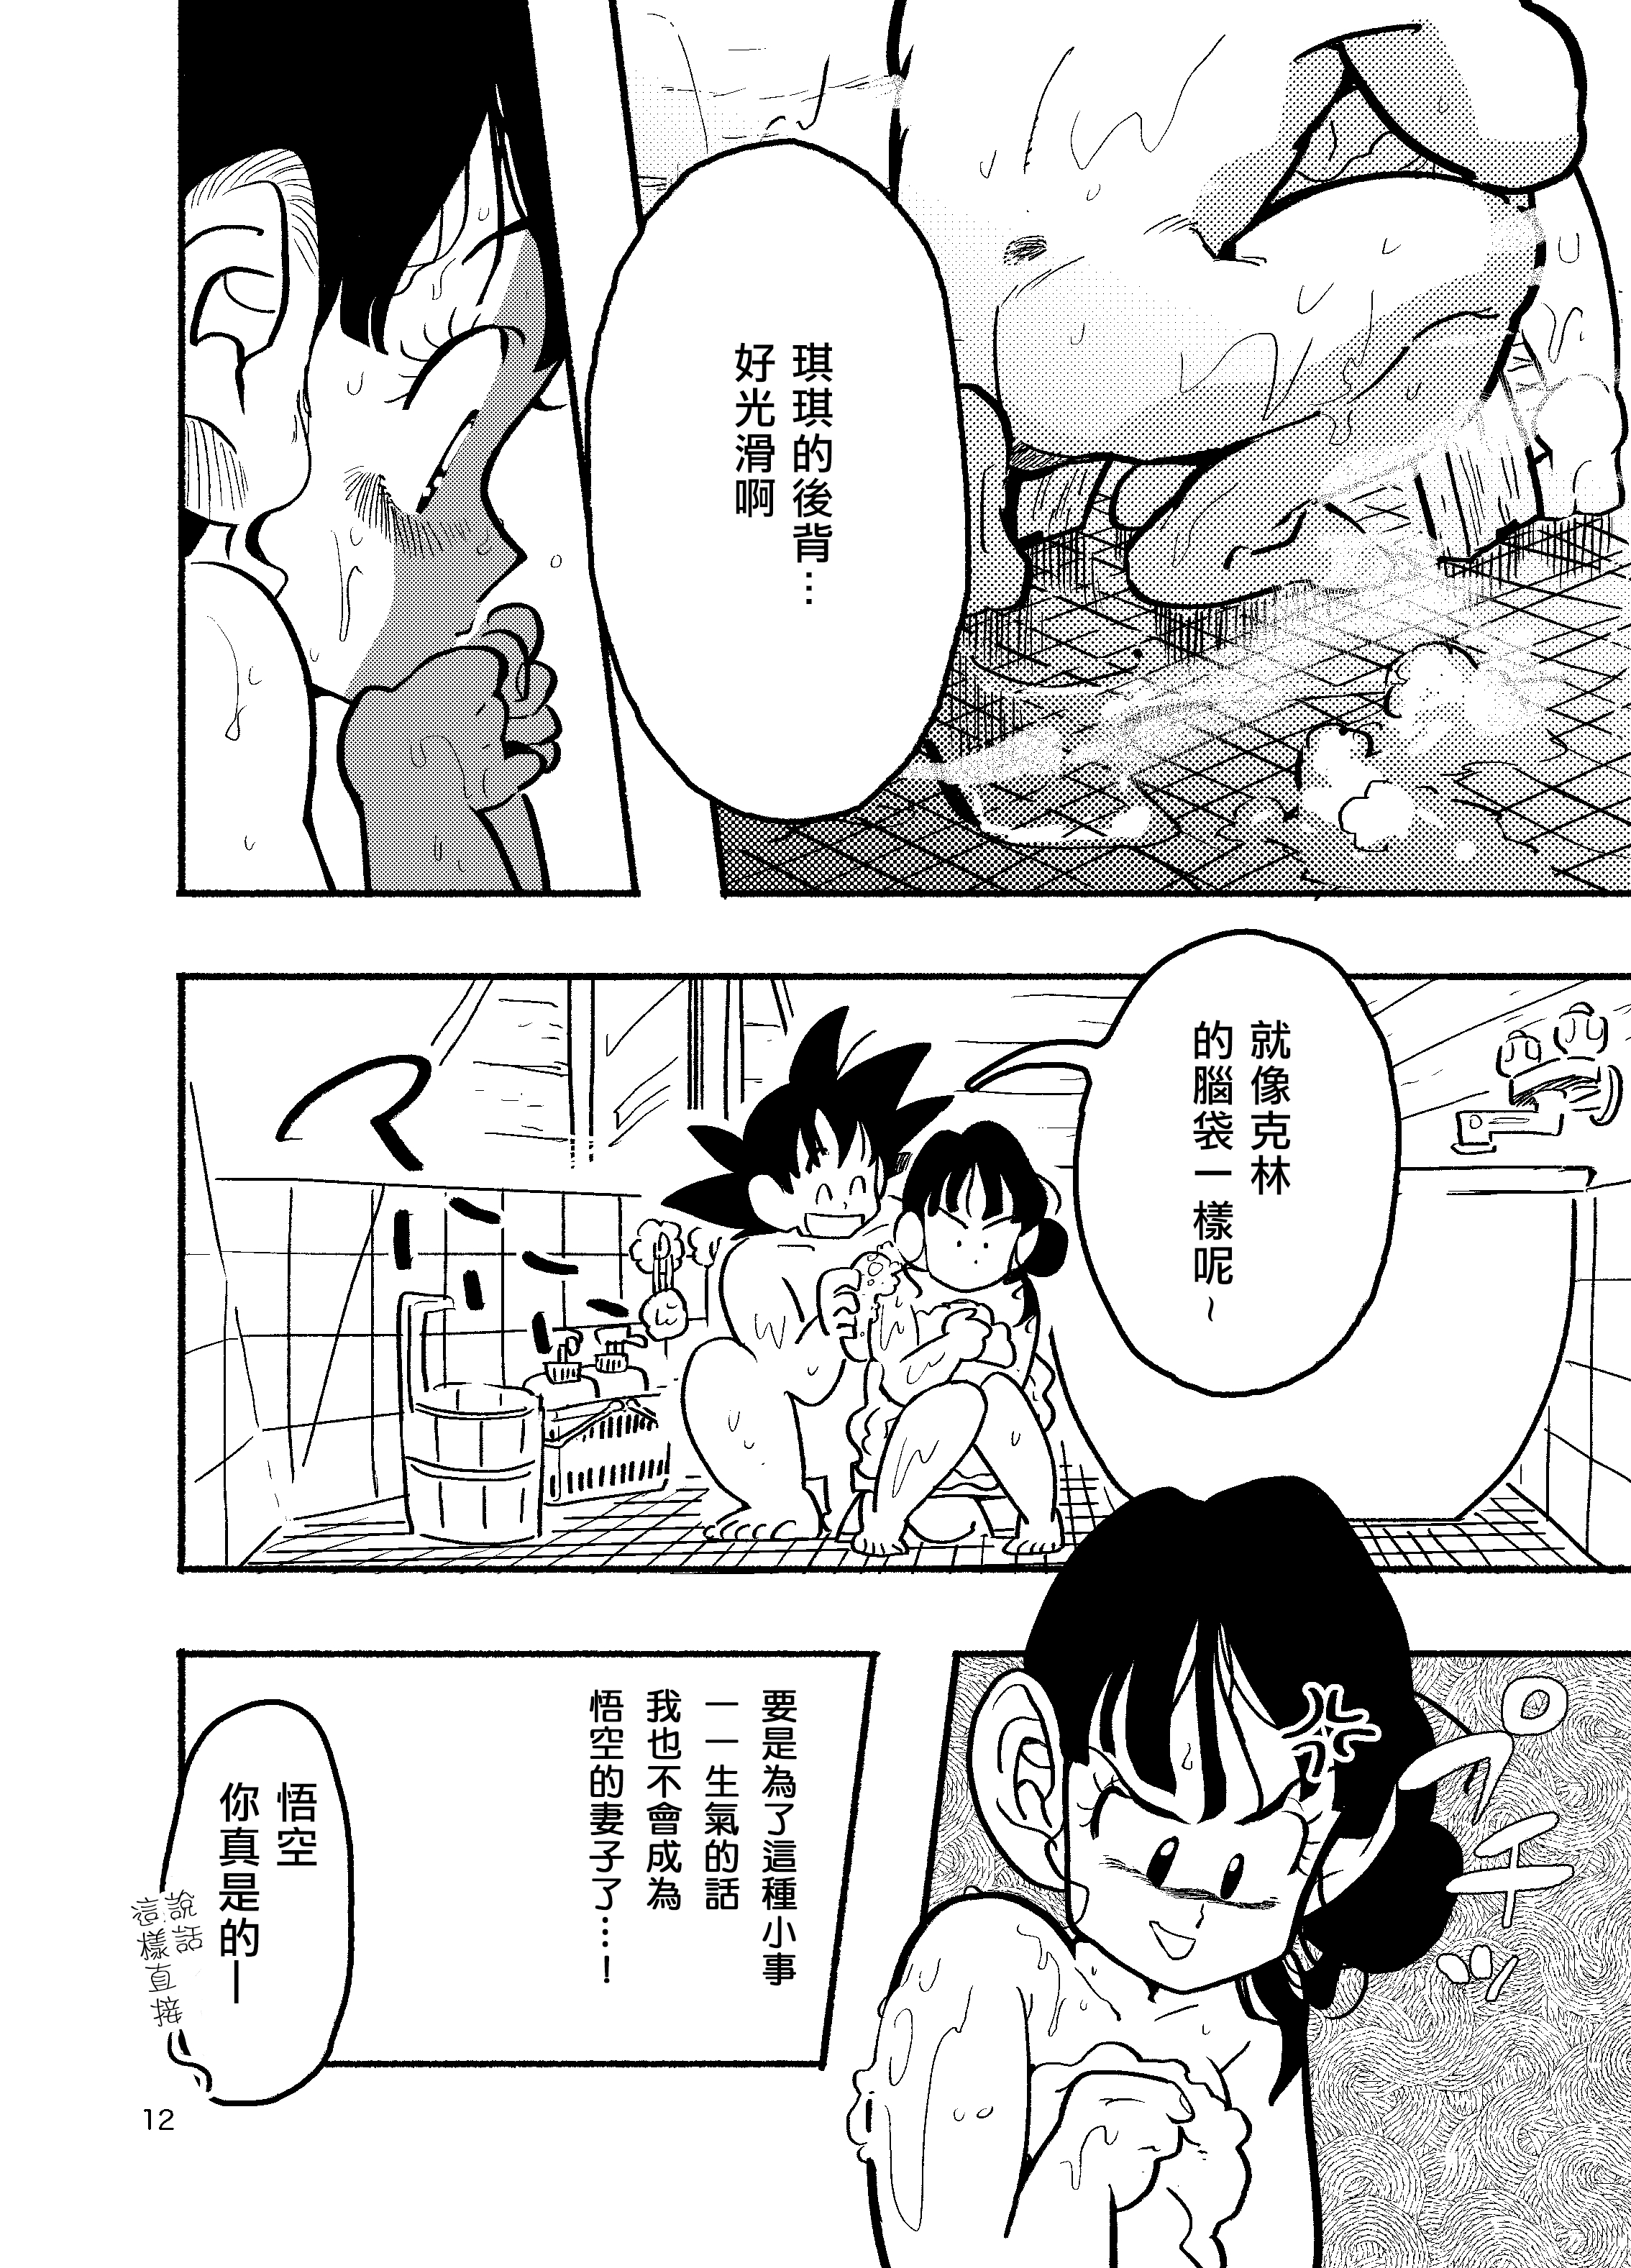 琪琪的後背…
好光滑啊
就像克林
的腦袋一樣呢~
プ
チ
ッ
要是為了這種小事
一一生氣的話
我也不會成為
悟空的妻子了…！
悟空
你真是的—
說話
這樣直接
12